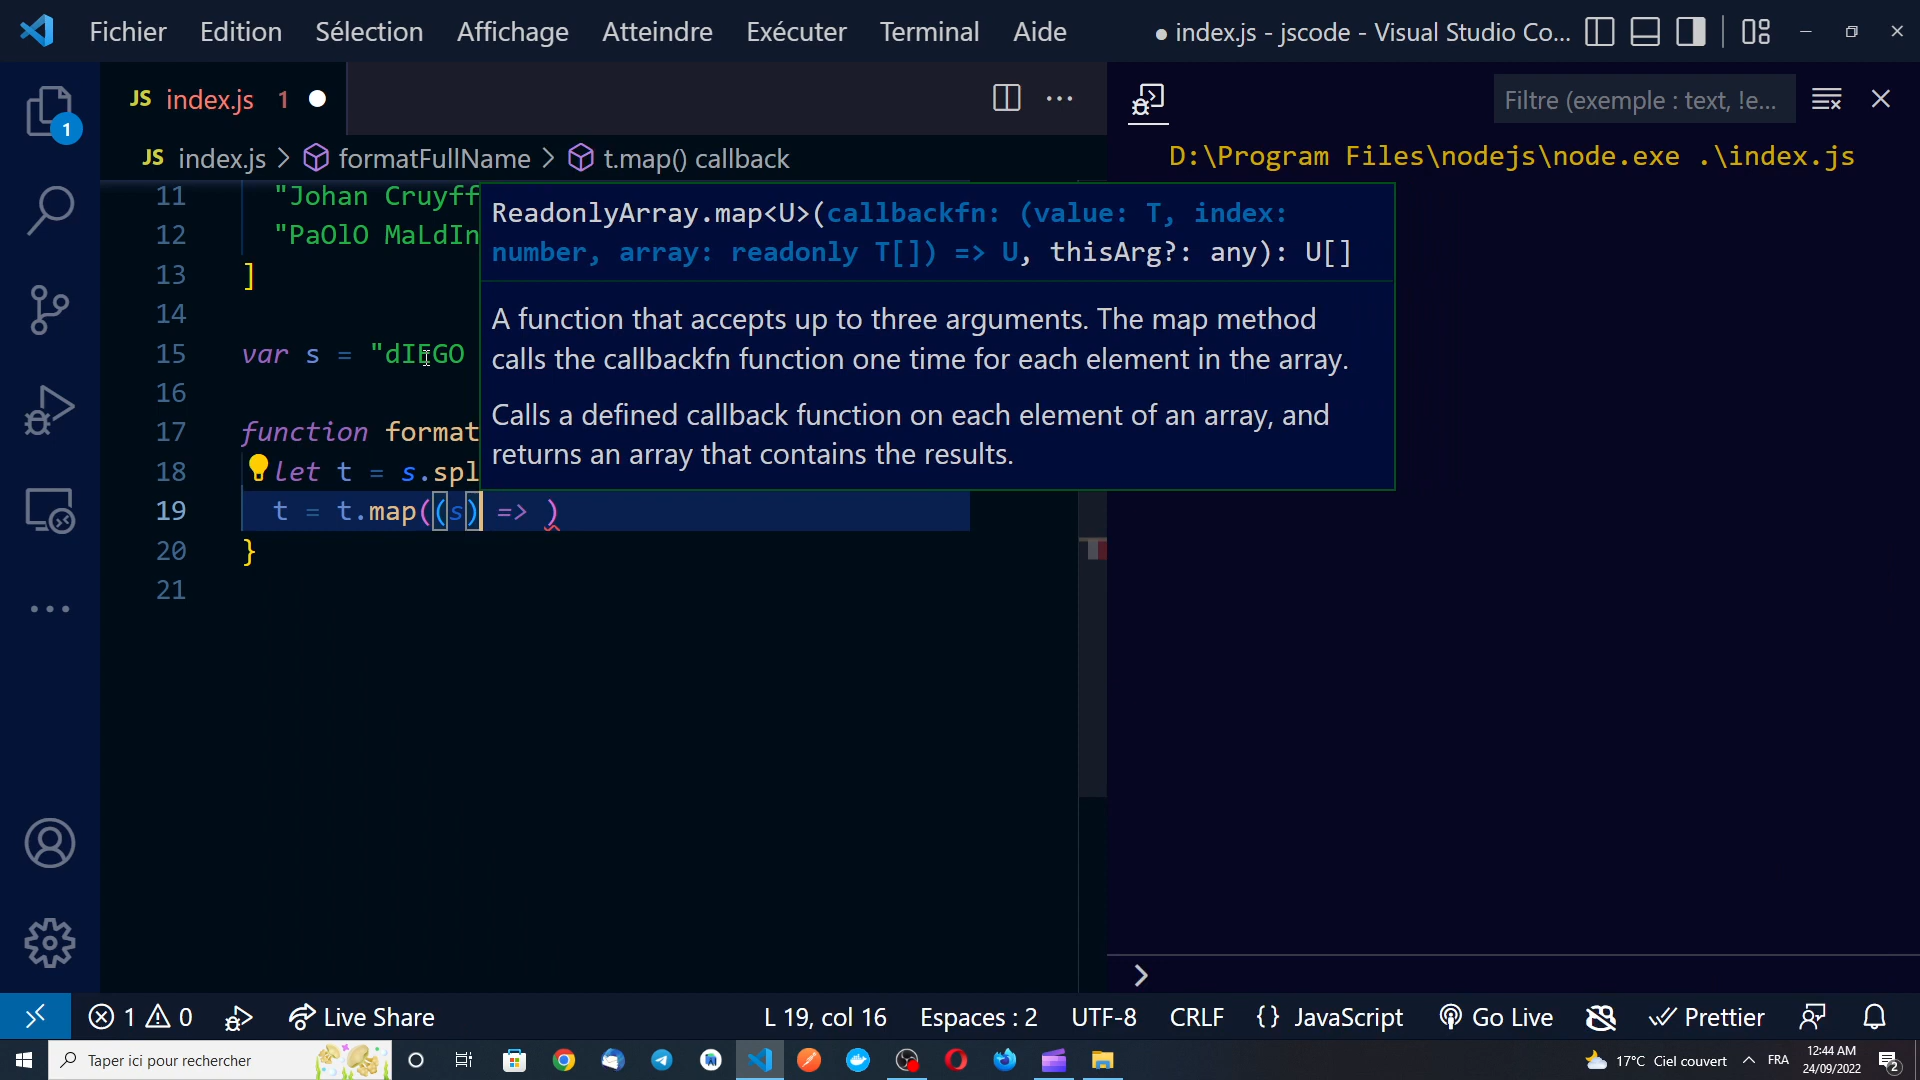 Fichier Edition Sélection Affichage Atteindre Exécuter Terminal Aide ● index.js - jscode - Visual Studio Co...
JS index.js 1
Filtre (exemple : text, !e...
1
JS index.js > formatFullName > t.map() callback
D:\Program Files\nodejs\node.exe .\index.js
11 "Johan Cruyff
12 "PaOlO MaLdIn
13 ]
14
15 var s = "dIEGO
16
17 function format
18 let t = s.spl
19 t = t.map((s) => )
20 }
21
ReadonlyArray.map<U>(callbackfn: (value: T, index:
number, array: readonly T[]) => U, thisArg?: any): U[]
A function that accepts up to three arguments. The map method
calls the callbackfn function one time for each element in the array.
Calls a defined callback function on each element of an array, and
returns an array that contains the results.
1 0 Live Share L 19, col 16 Espaces : 2 UTF-8 CRLF {} JavaScript Go Live Prettier
Taper ici pour rechercher 17°C Ciel couvert FRA 12:44 AM
24/09/2022 2